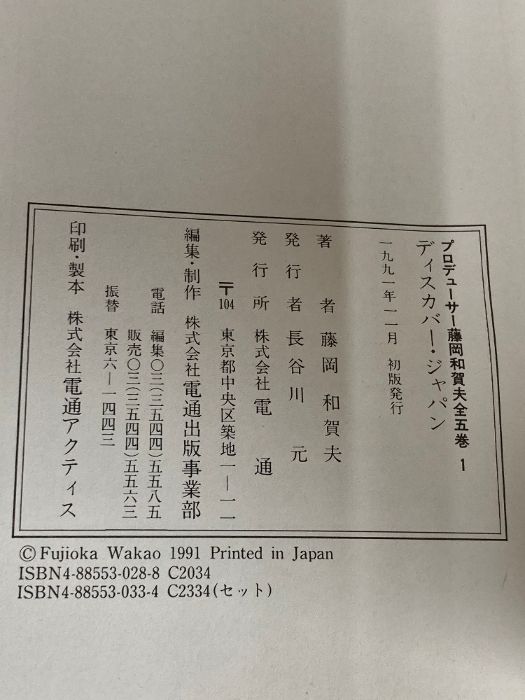 プロデューサー藤岡和賀夫全五巻 1
ディスカバー・ジャパン
一九九一年一一月 初版発行
著者 藤岡和賀夫
発行者 長谷川元
発行所 株式会社電通
〒104 東京都中央区築地一―一一
編集・制作 株式会社電通出版事業部
電話 編集〇三(三五四四)五五八五
販売〇三(三五四四)五五六三
振替 東京六―一四四三
印刷・製本 株式会社電通アクティス
©Fujioka Wakao 1991 Printed in Japan
ISBN4-88553-028-8 C2034
ISBN4-88553-033-4 C2334(セット)